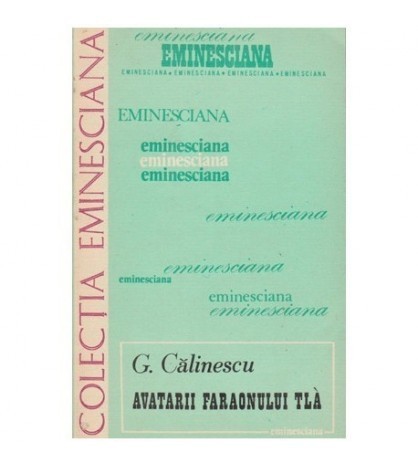 COLECȚIA EMINESCIANA
eminesciana
EMINESCIANA
EMINESCIANA • EMINESCIANA • EMINESCIANA • EMINESCIANA
EMINESCIANA
eminesciana
eminesciana
eminesciana
eminesciana
eminesciana
eminesciana
eminesciana
eminesciana
G. Călinescu
AVATARII FARAONULUI TLÀ
eminesciana